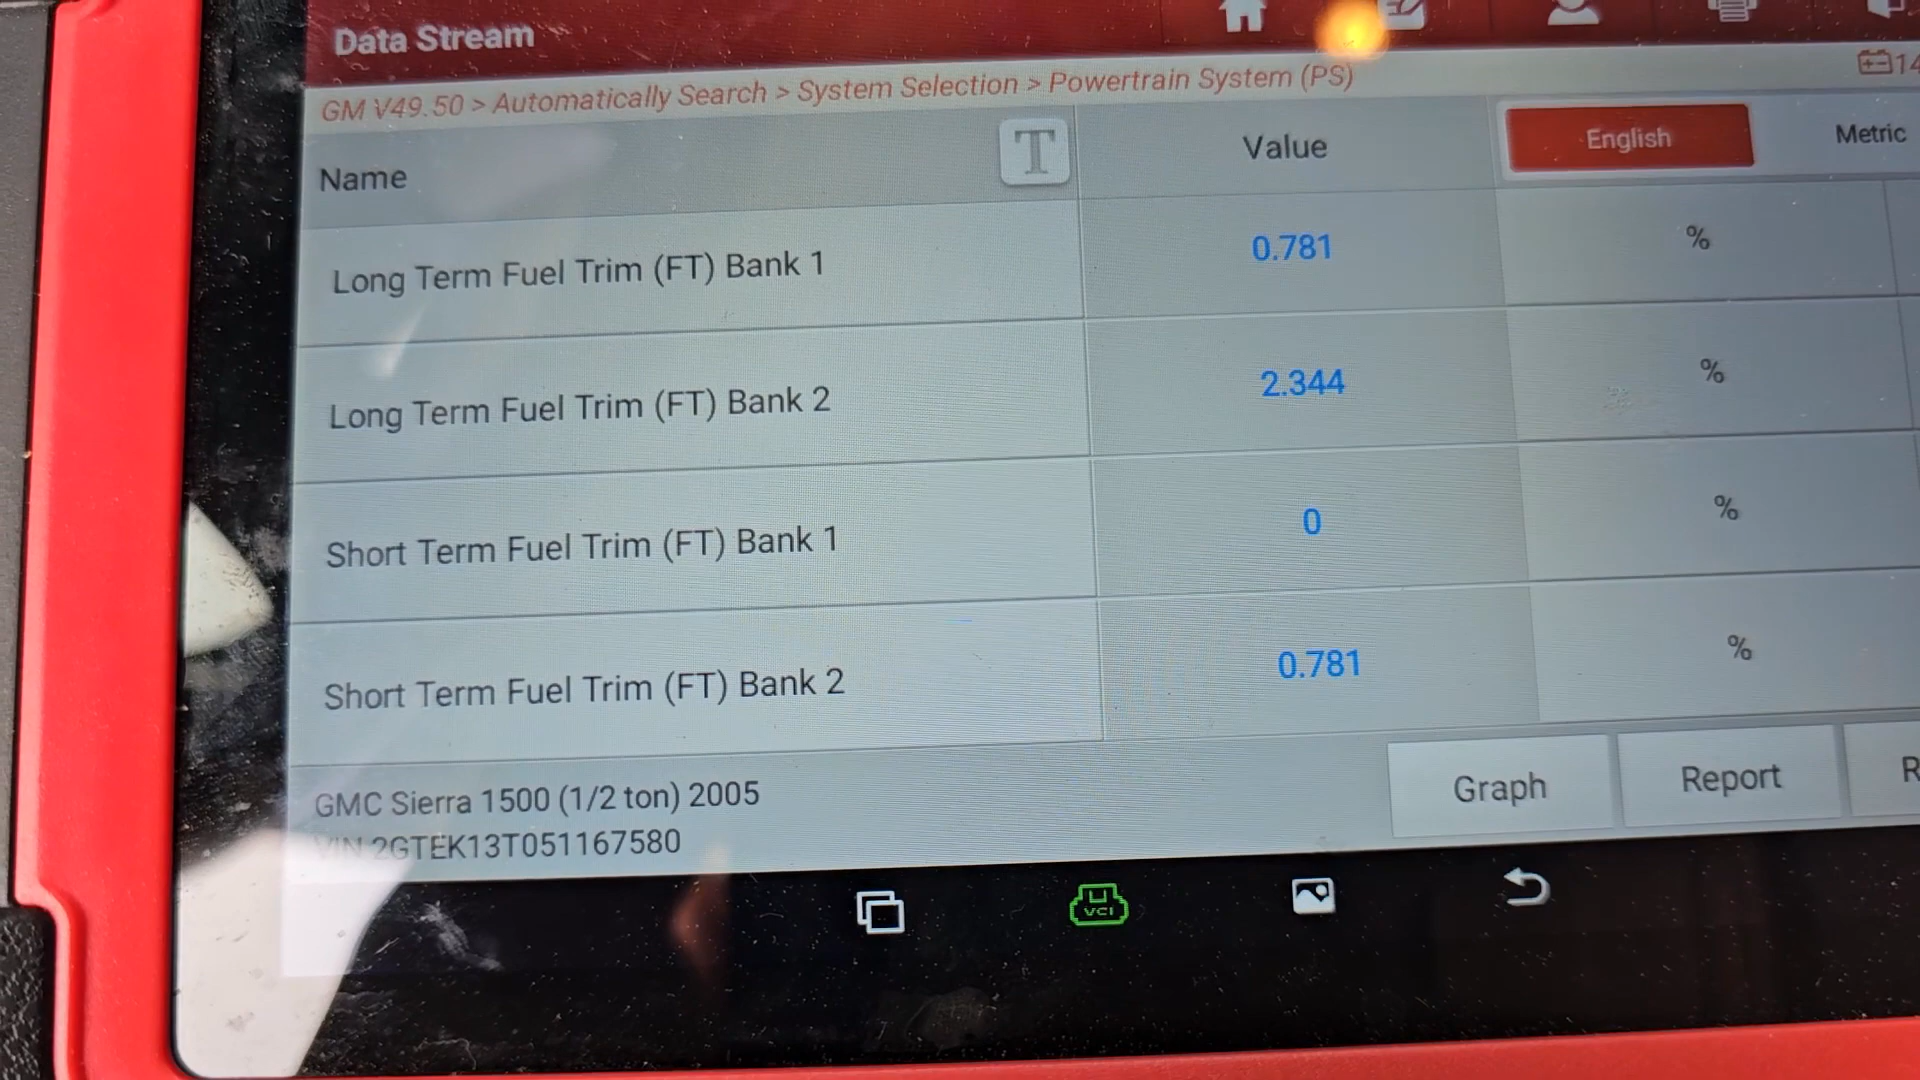 Data Stream
GM V49.50 > Automatically Search > System Selection > Powertrain System (PS)
14
Name
T
Value
English
Metric
Long Term Fuel Trim (FT) Bank 1
0.781
%
Long Term Fuel Trim (FT) Bank 2
2.344
%
Short Term Fuel Trim (FT) Bank 1
0
%
Short Term Fuel Trim (FT) Bank 2
0.781
%
GMC Sierra 1500 (1/2 ton) 2005
VIN 2GTEK13T051167580
Graph
Report
R
VCI